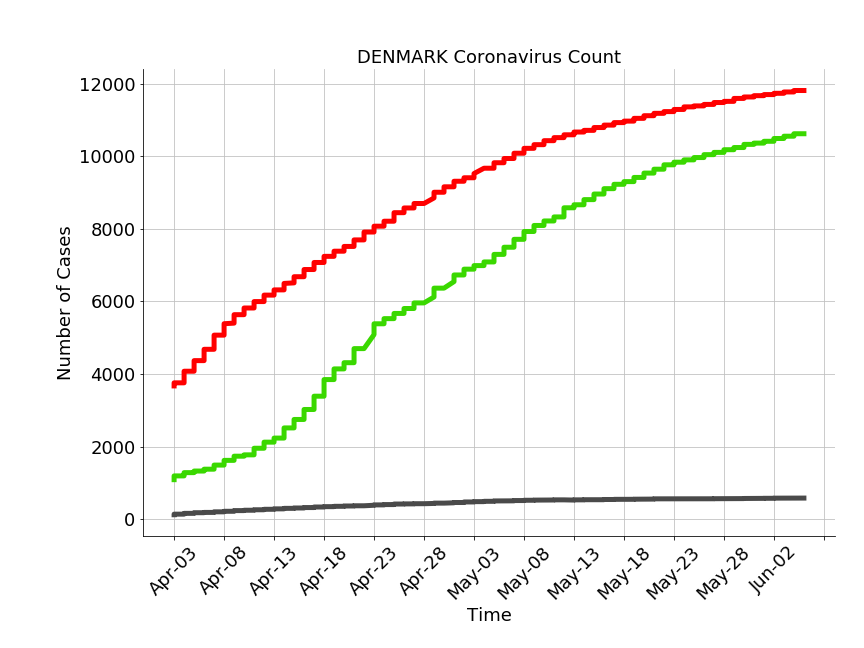 DENMARK Coronavirus Count
12000
10000
8000
6000
4000
2000
0
Number of Cases
Apr-03
Apr-08
Apr-13
Apr-18
Apr-23
Apr-28
May-03
May-08
May-13
May-18
May-23
May-28
Jun-02
Time